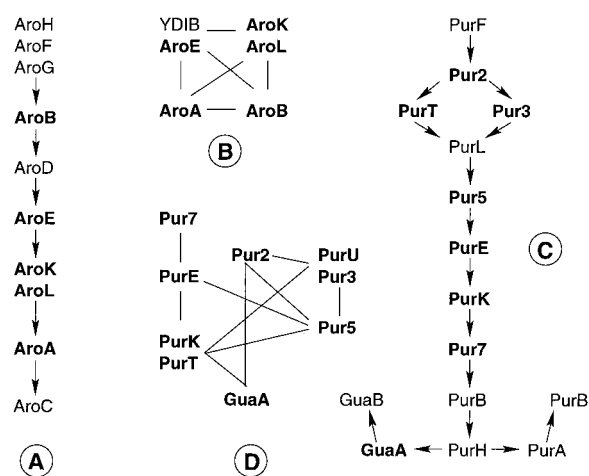 AroH
AroF
AroG
AroB
AroD
AroE
AroK
AroL
AroA
AroC
A
YDIB AroK
AroE AroL
AroA AroB
B
PurF
Pur2
PurT Pur3
PurL
Pur5
PurE
PurK
Pur7
GuaB PurB PurB
GuaA PurH PurA
C
Pur7
Pur2 PurU
PurE Pur3
Pur5
PurK
PurT
GuaA
D